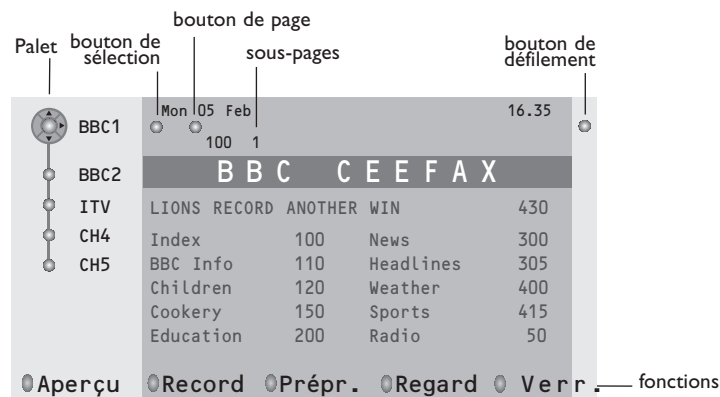 bouton de page
Palet
bouton de
sélection
sous-pages
bouton de
défilement
Mon 05 Feb 16.35
BBC1
100 1
BBC2
BBC CEEFAX
ITV
LIONS RECORD ANOTHER WIN 430
CH4
Index 100 News 300
CH5
BBC Info 110 Headlines 305
Children 120 Weather 400
Cookery 150 Sports 415
Education 200 Radio 50
Aperçu Record Prépr. Regard Verr.
fonctions